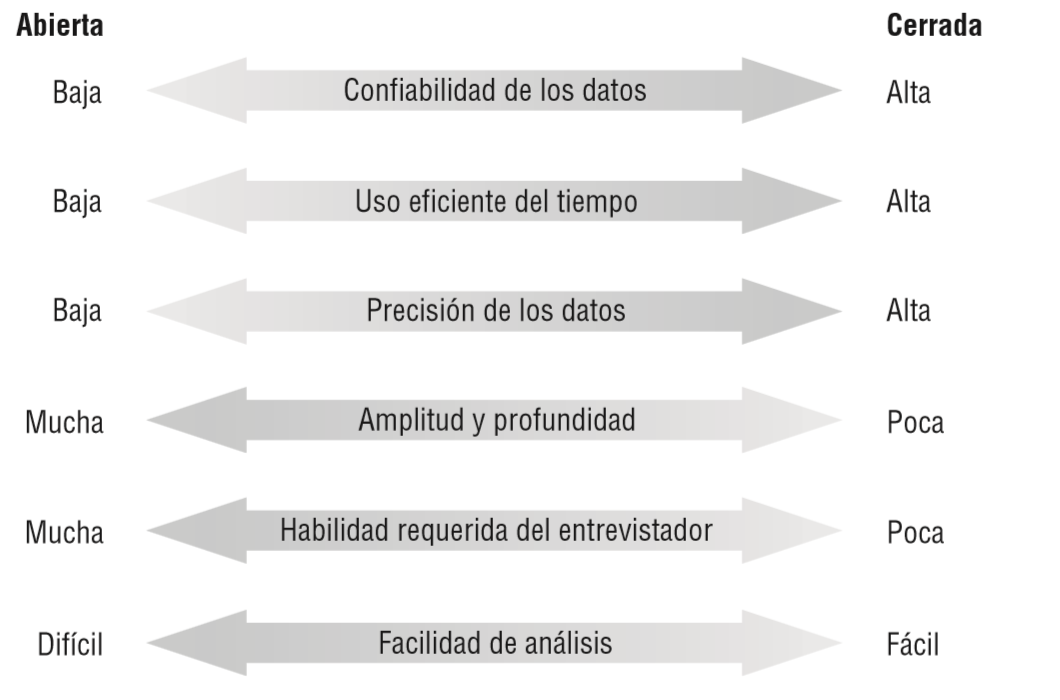 Abierta Cerrada
Baja Confiabilidad de los datos Alta
Baja Uso eficiente del tiempo Alta
Baja Precisión de los datos Alta
Mucha Amplitud y profundidad Poca
Mucha Habilidad requerida del entrevistador Poca
Difícil Facilidad de análisis Fácil